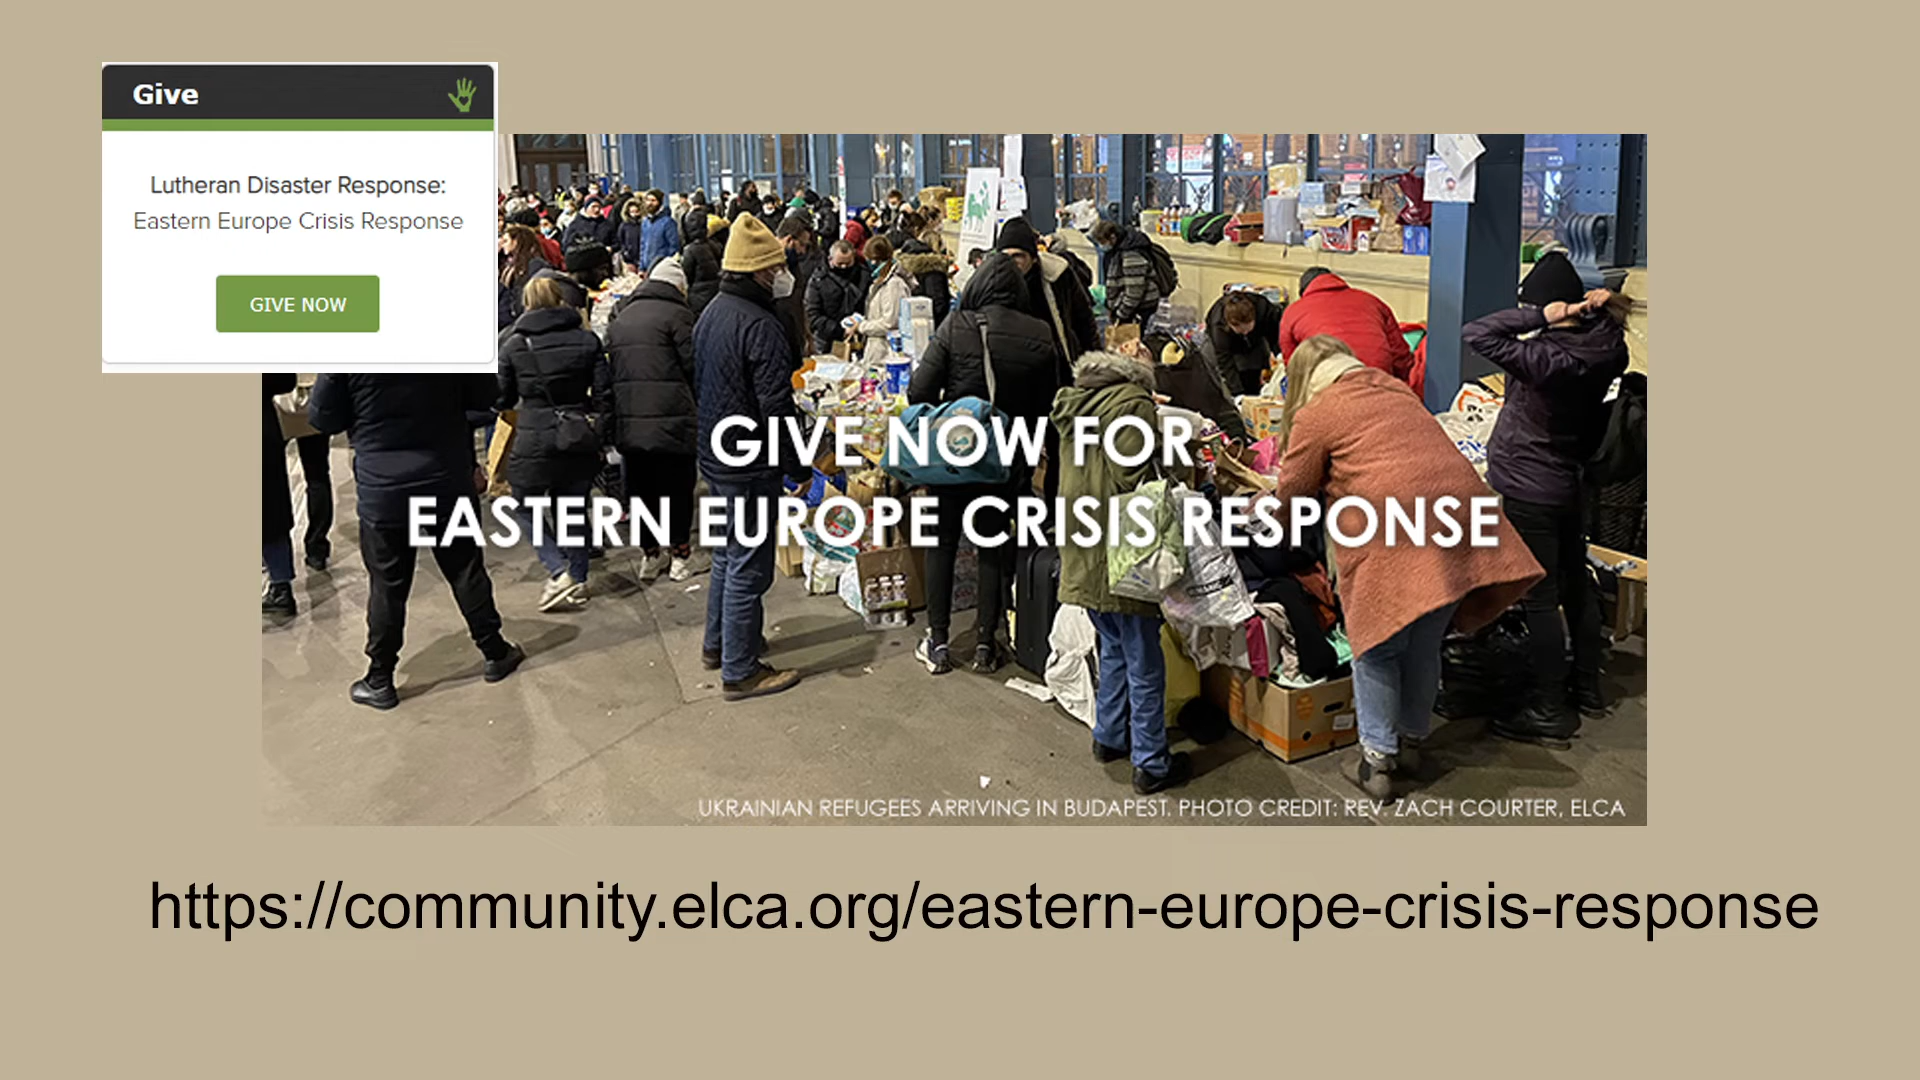 Give
Lutheran Disaster Response:
Eastern Europe Crisis Response
GIVE NOW
GIVE NOW FOR
EASTERN EUROPE CRISIS RESPONSE
UKRAINIAN REFUGEES ARRIVING IN BUDAPEST. PHOTO CREDIT: REV. ZACH COURTER, ELCA
https://community.elca.org/eastern-europe-crisis-response